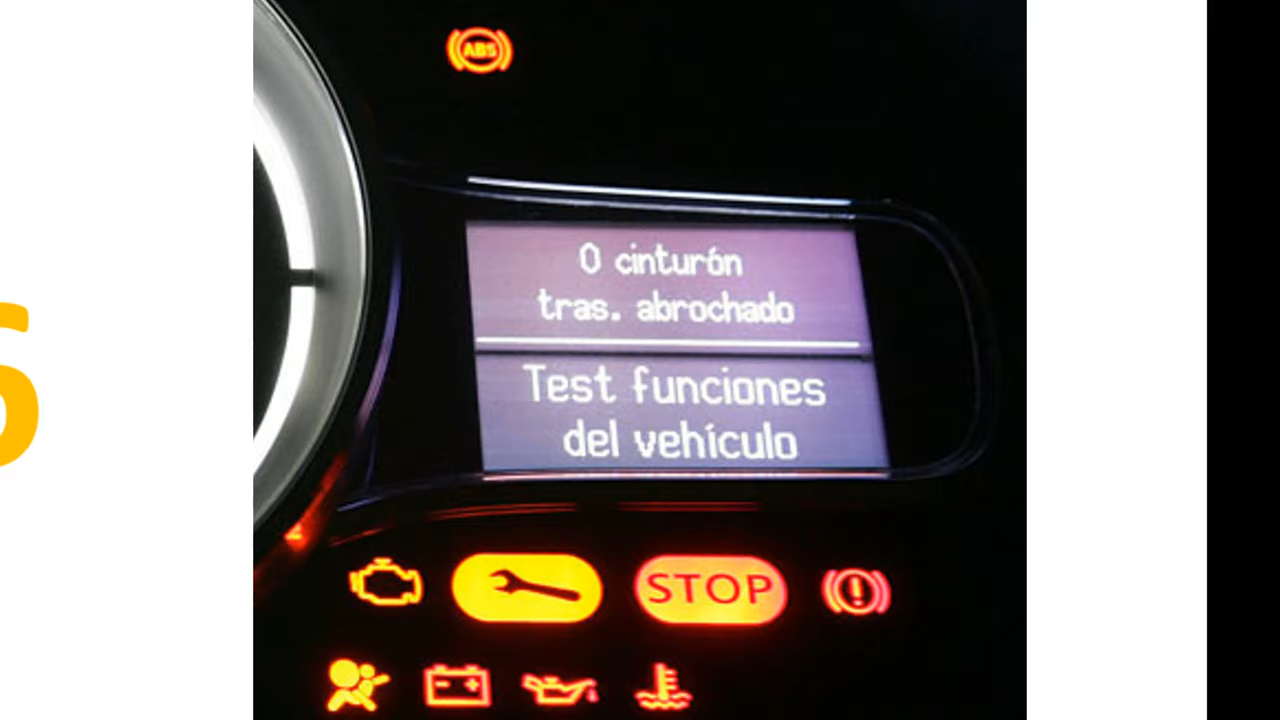 ABS
0 cinturón
tras. abrochado
Test funciones
del vehículo
STOP